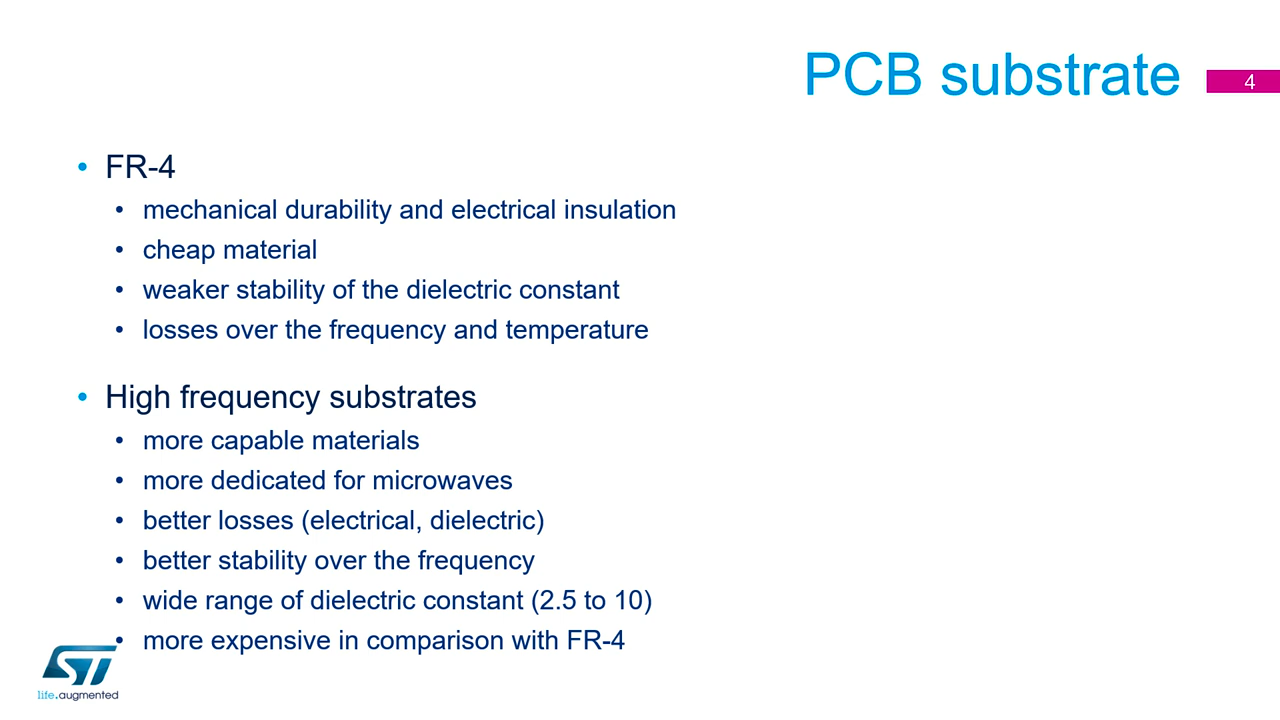 PCB substrate
4
• FR-4
• mechanical durability and electrical insulation
• cheap material
• weaker stability of the dielectric constant
• losses over the frequency and temperature
• High frequency substrates
• more capable materials
• more dedicated for microwaves
• better losses (electrical, dielectric)
• better stability over the frequency
• wide range of dielectric constant (2.5 to 10)
• more expensive in comparison with FR-4
ST
life.augmented